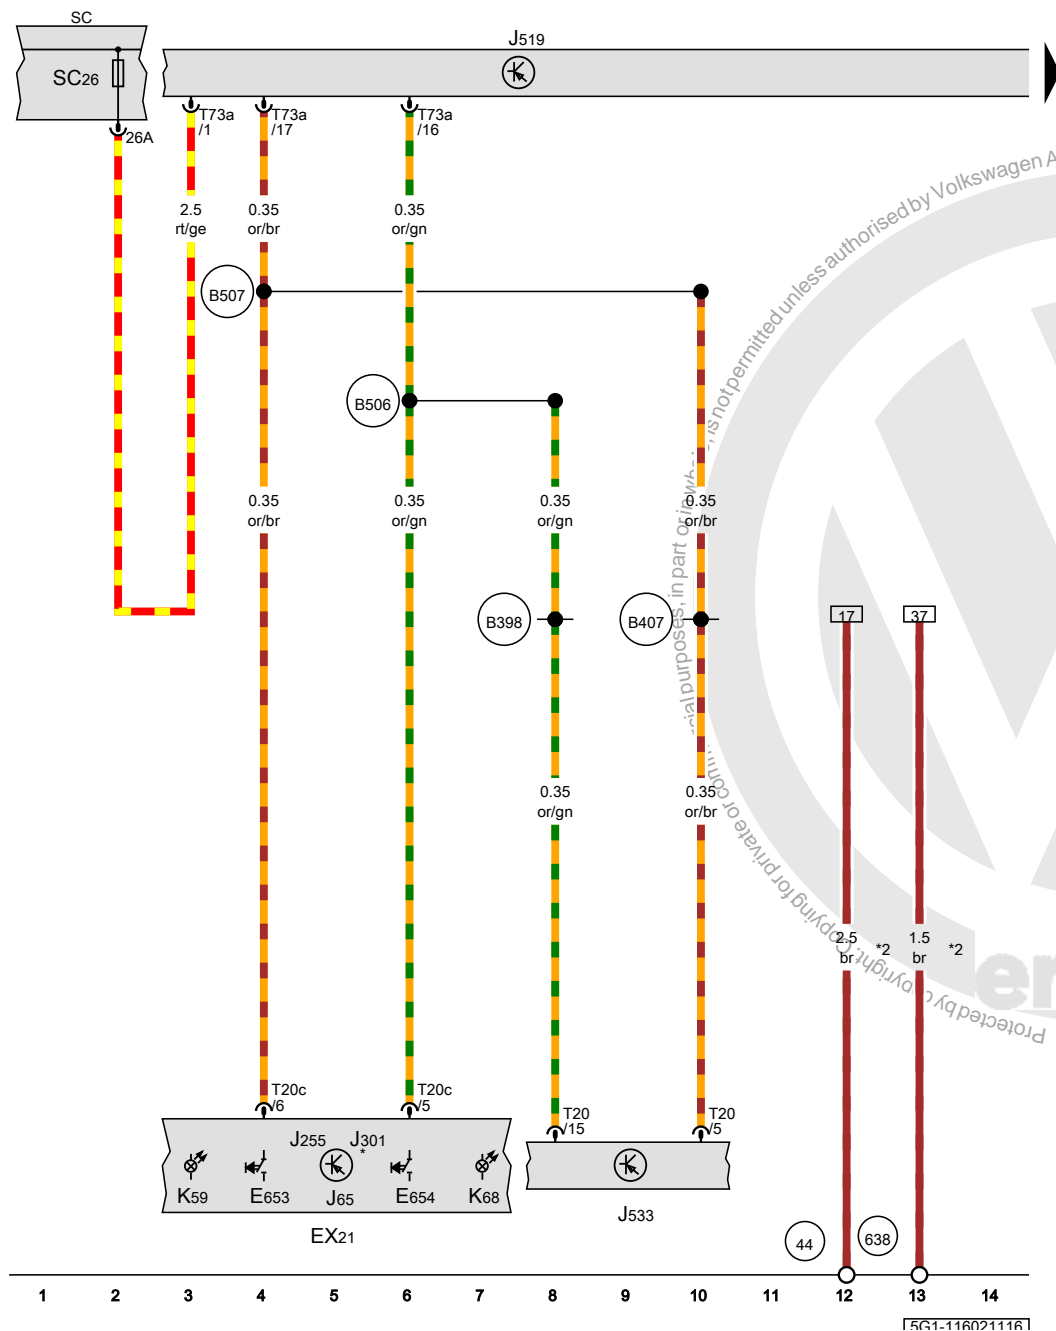 SC
J519
SC26
26A
T73a
/1
T73a
/17
T73a
/16
2.5
rt/ge
0.35
or/br
0.35
or/gn
B507
B506
0.35
or/br
0.35
or/gn
0.35
or/gn
0.35
or/br
B398
B407
17
37
0.35
or/gn
0.35
or/br
2.5
br
*2
1.5
br
*2
T20c
/6
T20c
/5
T20
/15
T20
/5
J255
J301
*
K59
E653
J65
E654
K68
EX21
J533
44
638
1 2 3 4 5 6 7 8 9 10 11 12 13 14
5G1-116021116
Protected by copyright. Copying for private or commercial purposes, in part or in whole, is not permitted unless authorised by Volkswagen A